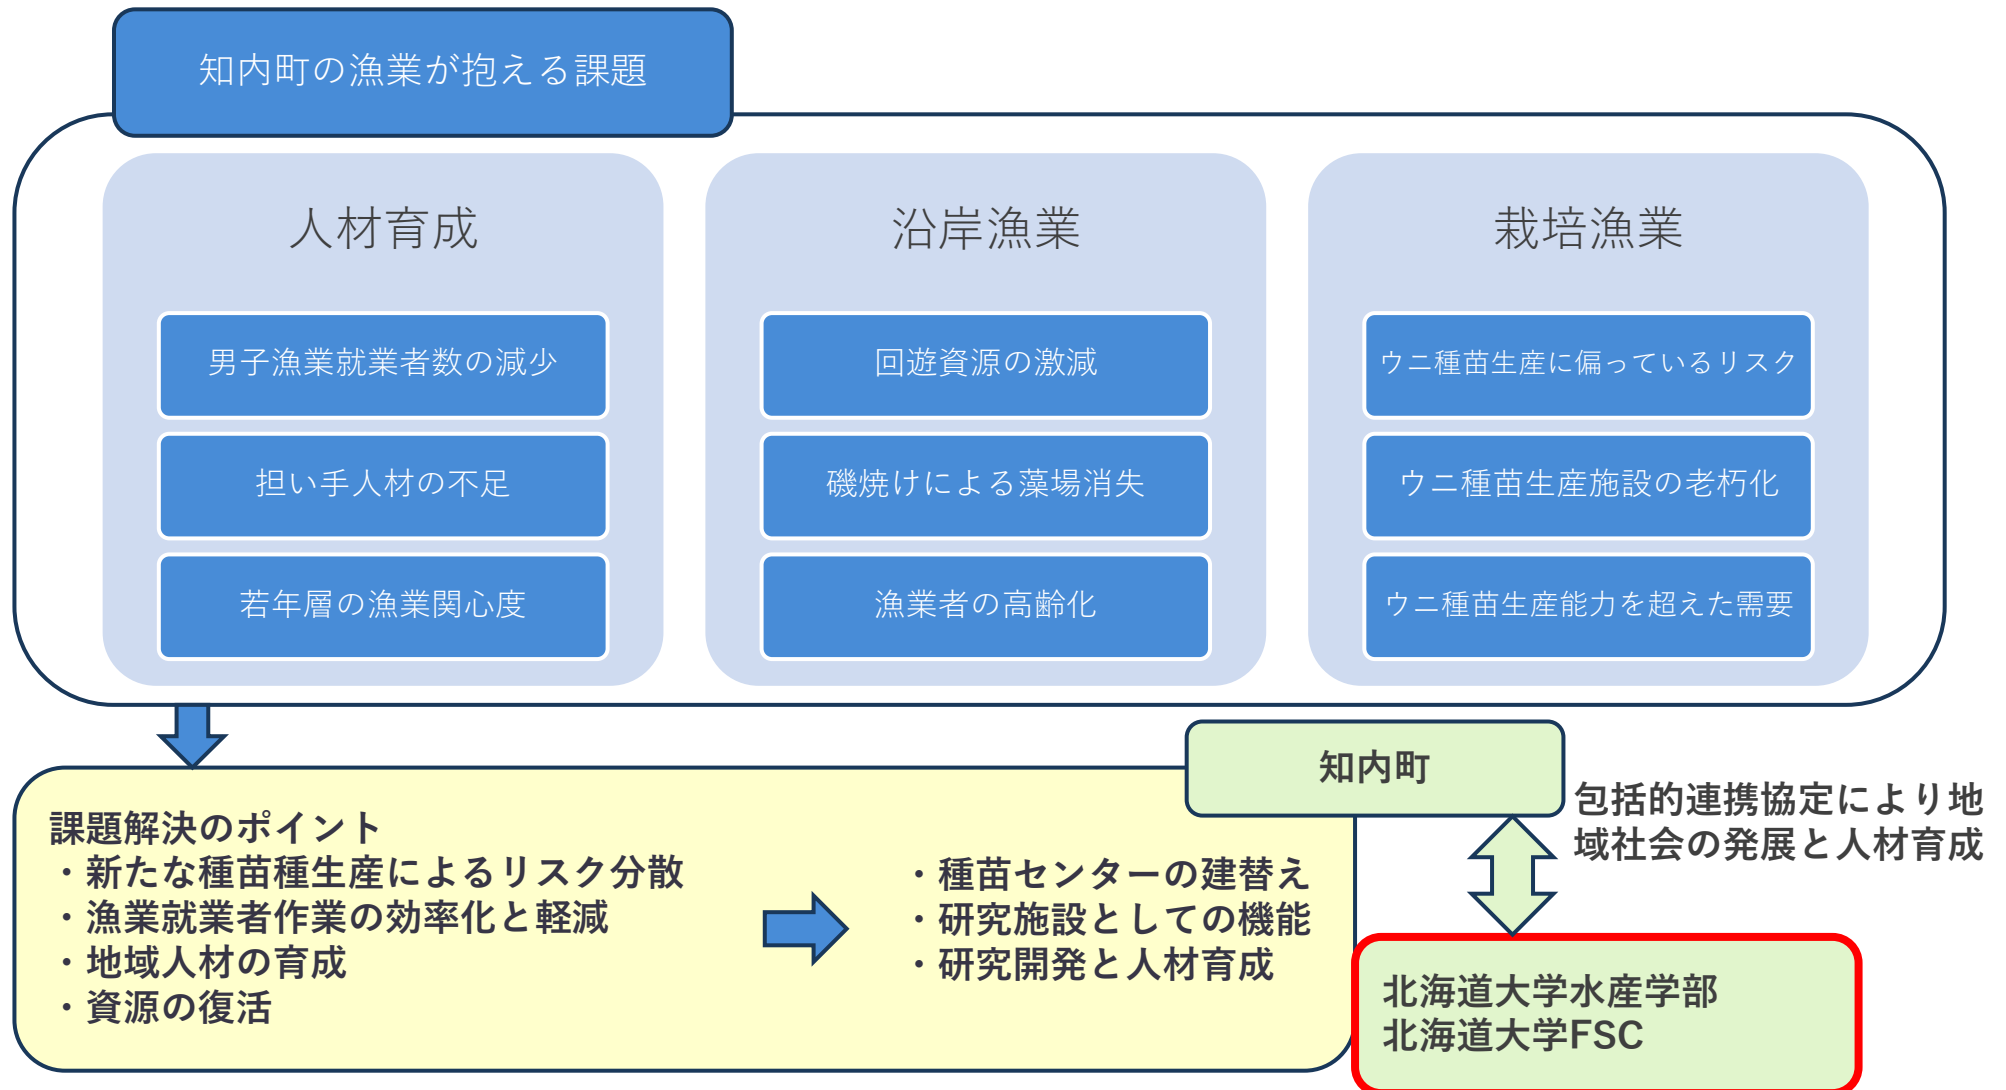 知内町の漁業が抱える課題
人材育成
男子漁業就業者数の減少
担い手人材の不足
若年層の漁業関心度
沿岸漁業
回遊資源の激減
磯焼けによる藻場消失
漁業者の高齢化
栽培漁業
ウニ種苗生産に偏っているリスク
ウニ種苗生産施設の老朽化
ウニ種苗生産能力を超えた需要
課題解決のポイント
・新たな種苗種生産によるリスク分散
・漁業就業者作業の効率化と軽減
・地域人材の育成
・資源の復活
・種苗センターの建替え
・研究施設としての機能
・研究開発と人材育成
知内町
包括的連携協定により地
域社会の発展と人材育成
北海道大学水産学部
北海道大学FSC